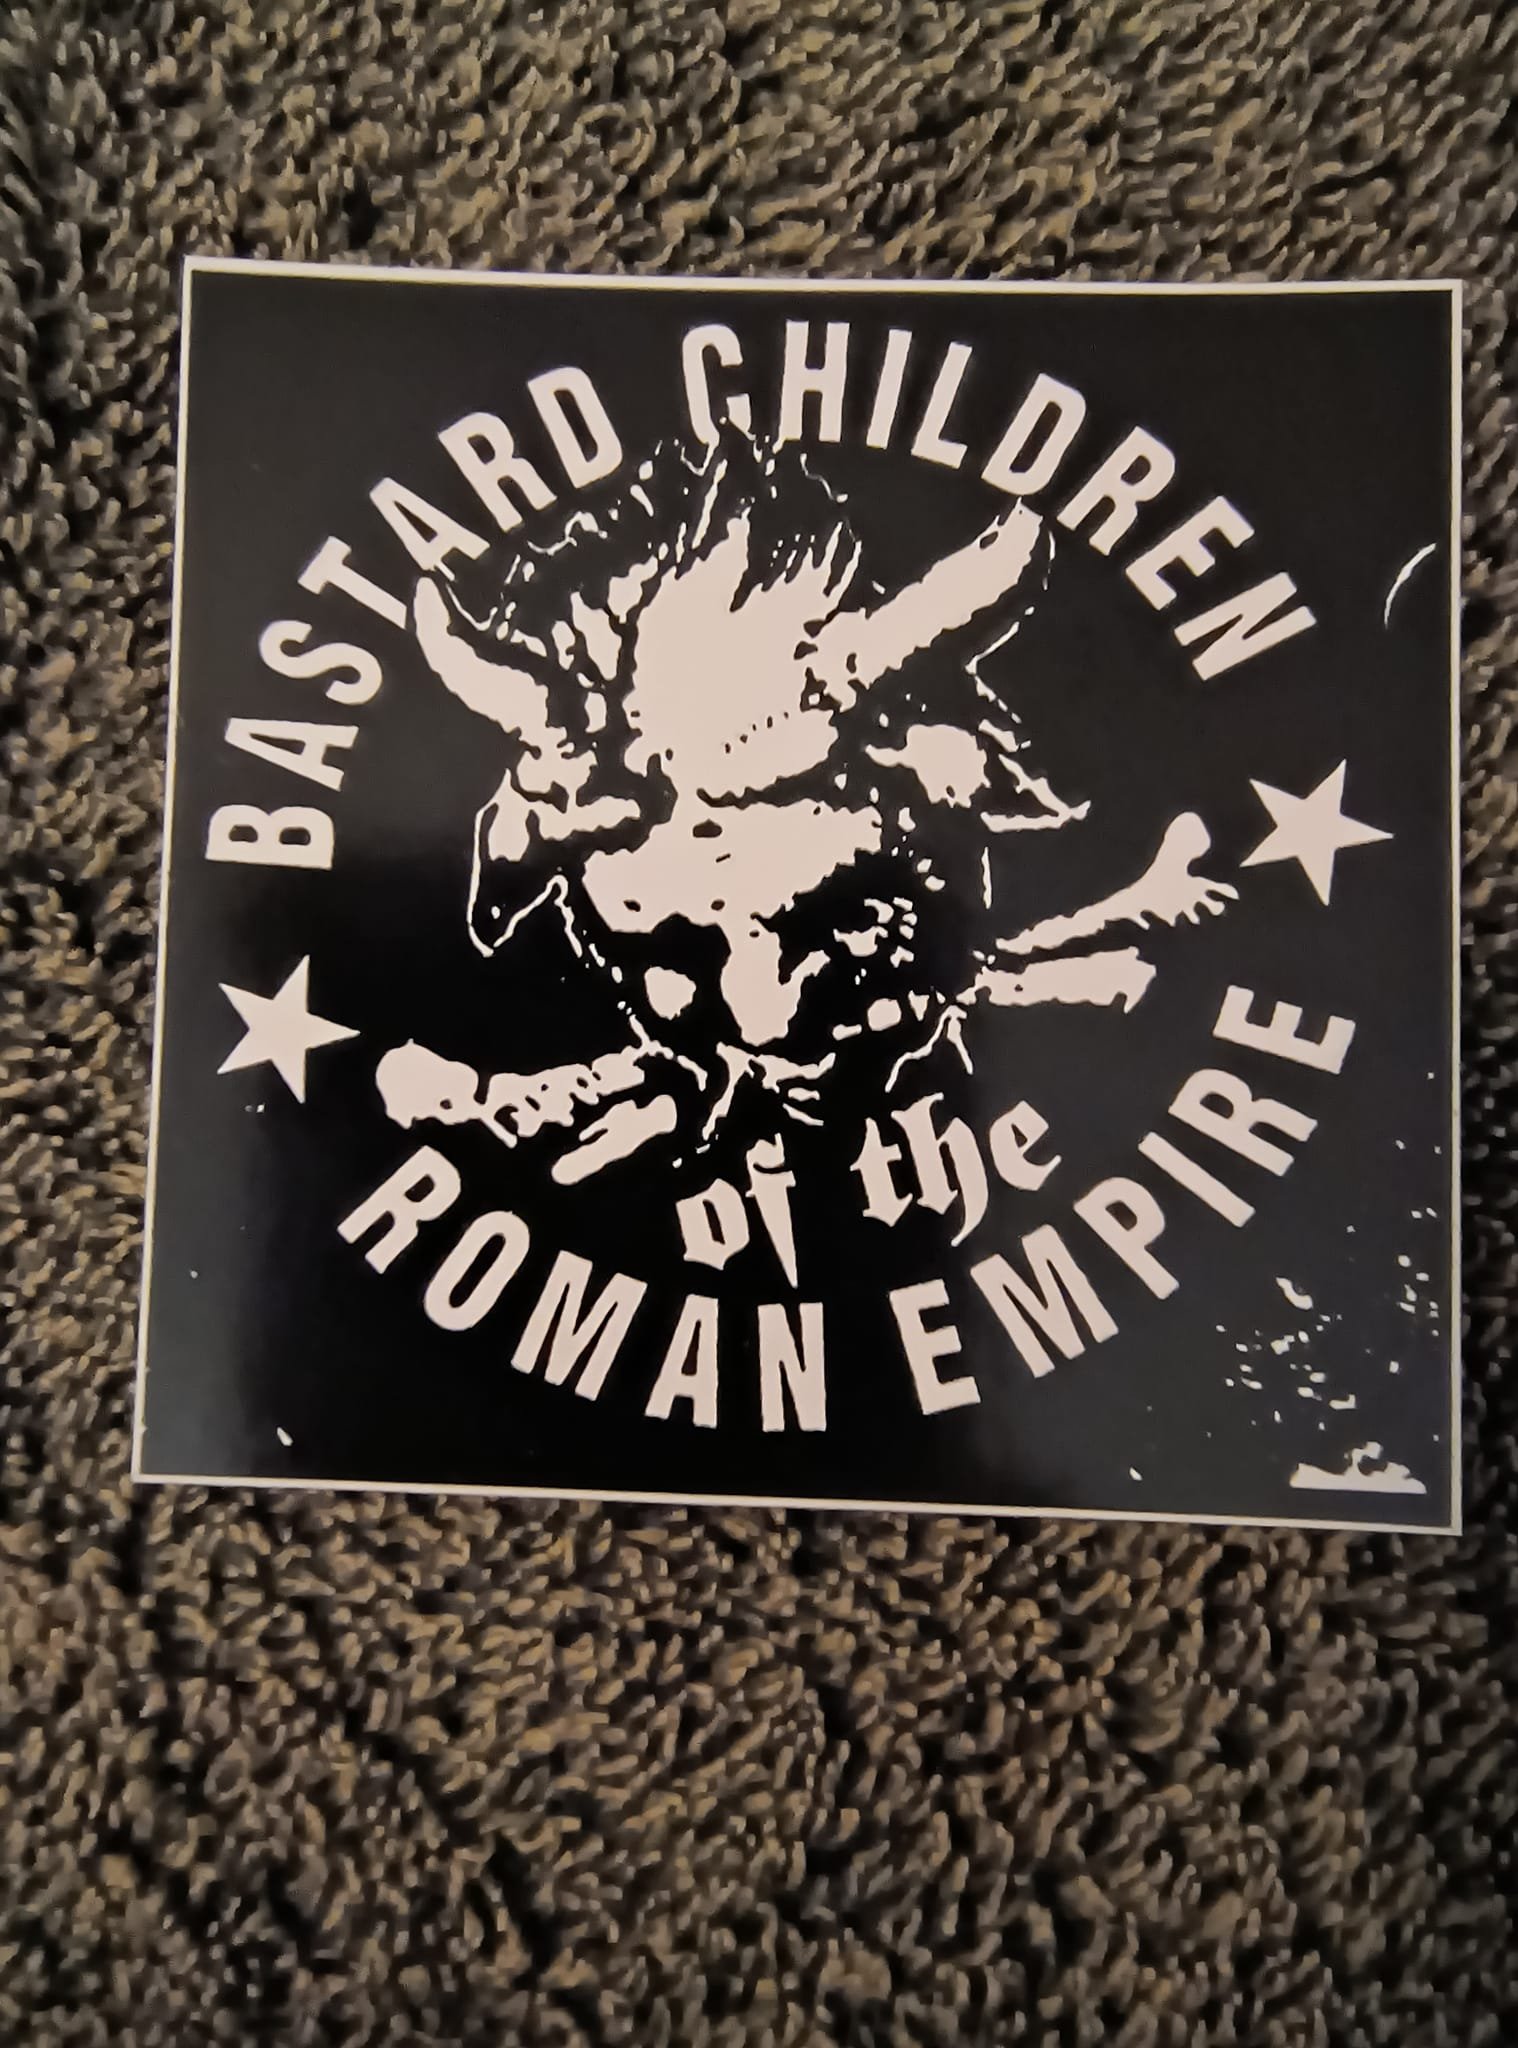 BASTARD CHILDREN
of the
ROMAN EMPIRE